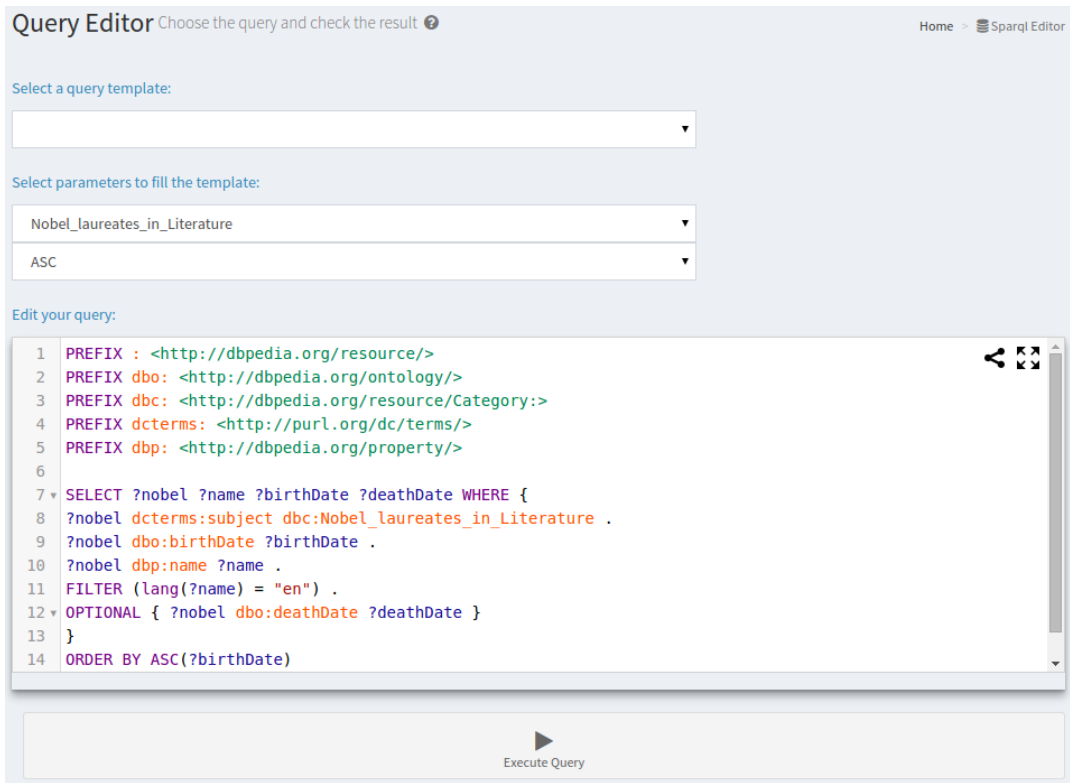 Query Editor Choose the query and check the result ?
Home > Sparql Editor
Select a query template:
Select parameters to fill the template:
Nobel_laureates_in_Literature
ASC
Edit your query:
1 PREFIX : <http://dbpedia.org/resource/>
2 PREFIX dbo: <http://dbpedia.org/ontology/>
3 PREFIX dbc: <http://dbpedia.org/resource/Category:>
4 PREFIX dcterms: <http://purl.org/dc/terms/>
5 PREFIX dbp: <http://dbpedia.org/property/>
6
7 SELECT ?nobel ?name ?birthDate ?deathDate WHERE {
8 ?nobel dcterms:subject dbc:Nobel_laureates_in_Literature .
9 ?nobel dbo:birthDate ?birthDate .
10 ?nobel dbp:name ?name .
11 FILTER (lang(?name) = "en") .
12 OPTIONAL { ?nobel dbo:deathDate ?deathDate }
13 }
14 ORDER BY ASC(?birthDate)
Execute Query